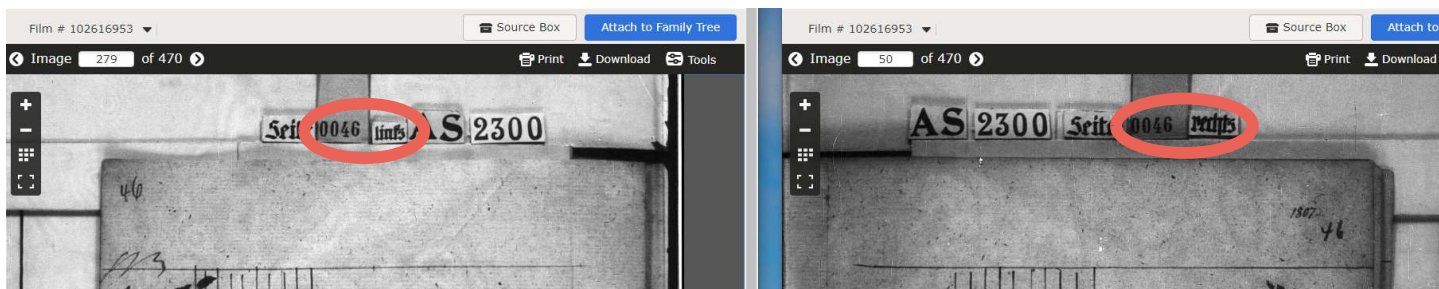 Film # 102616953
Source Box
Attach to Family Tree
Image 279 of 470
Print
Download
Tools
Seite 0046 links AS 2300
46
Film # 102616953
Source Box
Attach to
Image 50 of 470
Print
Download
AS 2300 Seite 0046 rechts
1807
46